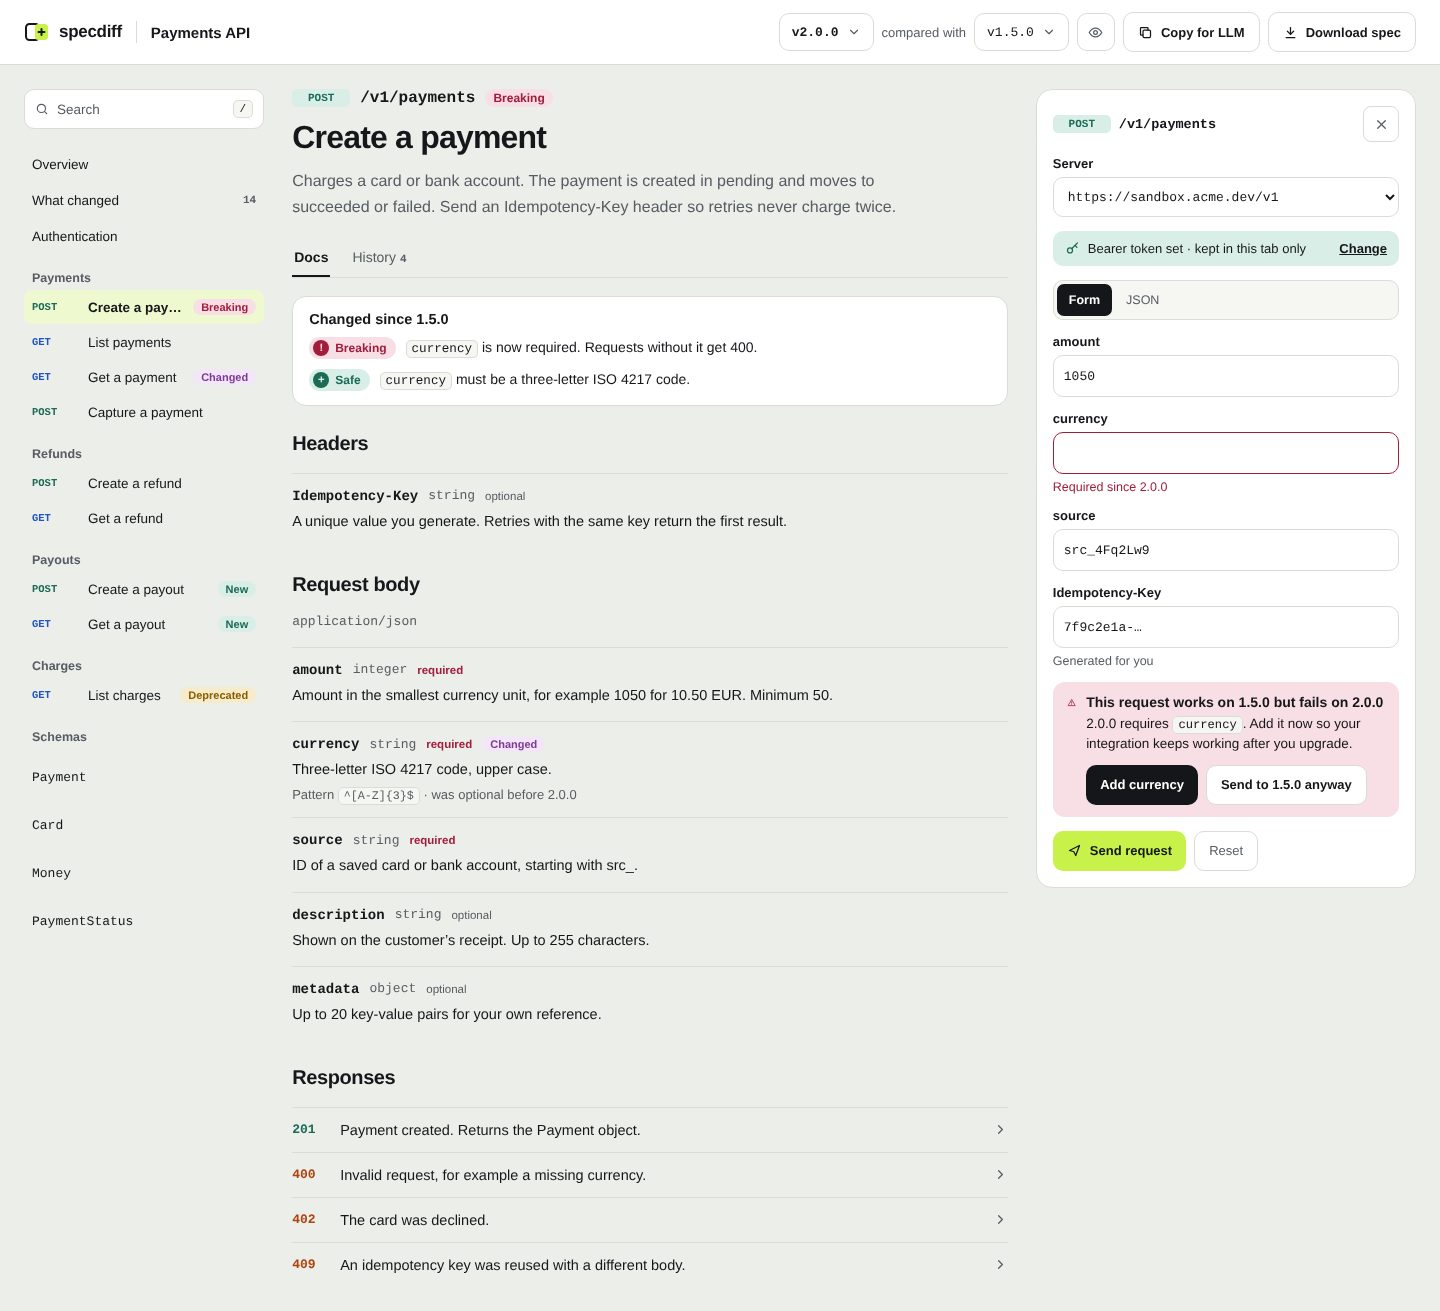 specdiff
Payments API
v2.0.0
compared with
v1.5.0
Copy for LLM
Download spec
Search
/
Overview
What changed 14
Authentication
Payments
POST Create a pay… Breaking
GET List payments
GET Get a payment Changed
POST Capture a payment
Refunds
POST Create a refund
GET Get a refund
Payouts
POST Create a payout New
GET Get a payout New
Charges
GET List charges Deprecated
Schemas
Payment
Card
Money
PaymentStatus
POST /v1/payments Breaking
Create a payment
Charges a card or bank account. The payment is created in pending and moves to
succeeded or failed. Send an Idempotency-Key header so retries never charge twice.
Docs
History 4
Changed since 1.5.0
! Breaking currency is now required. Requests without it get 400.
+ Safe currency must be a three-letter ISO 4217 code.
Headers
Idempotency-Key string optional
A unique value you generate. Retries with the same key return the first result.
Request body
application/json
amount integer required
Amount in the smallest currency unit, for example 1050 for 10.50 EUR. Minimum 50.
currency string required Changed
Three-letter ISO 4217 code, upper case.
Pattern ^[A-Z]{3}$ · was optional before 2.0.0
source string required
ID of a saved card or bank account, starting with src_.
description string optional
Shown on the customer’s receipt. Up to 255 characters.
metadata object optional
Up to 20 key-value pairs for your own reference.
Responses
201 Payment created. Returns the Payment object.
400 Invalid request, for example a missing currency.
402 The card was declined.
409 An idempotency key was reused with a different body.
POST /v1/payments
Server
https://sandbox.acme.dev/v1
Bearer token set · kept in this tab only Change
Form JSON
amount
1050
currency
Required since 2.0.0
source
src_4Fq2Lw9
Idempotency-Key
7f9c2e1a-…
Generated for you
This request works on 1.5.0 but fails on 2.0.0
2.0.0 requires currency. Add it now so your
integration keeps working after you upgrade.
Add currency Send to 1.5.0 anyway
Send request Reset